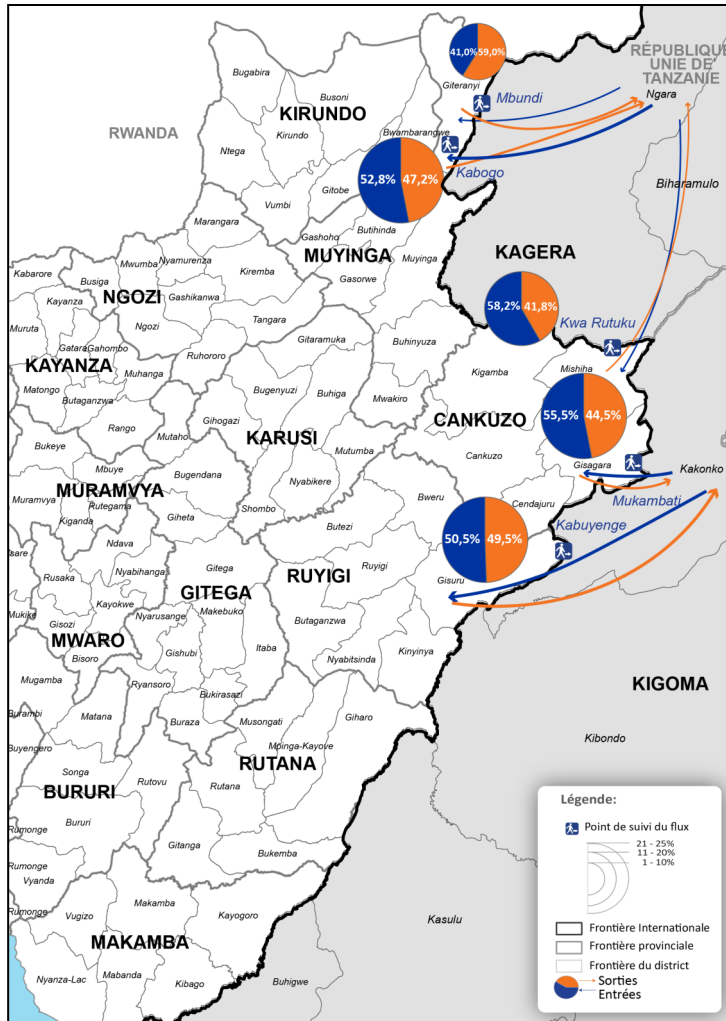 41,0% 59,0%
RÉPUBLIQUE
UNIE DE
TANZANIE
Giteranyi
Bugabira
Mbundi
Ngara
Busoni
KIRUNDO
RWANDA
Kirundo
Bwambarangwe
Ntega
52,8% 47,2%
Kabogo
Gitobe
Vumbi
Biharamulo
Marangara
Gashoho
Butihinda
KAGERA
Mwumba
Nyamurenza
MUYINGA
Muyinga
Kabarore
Busiga
Kiremba
Gasorwe
Kayanza
NGOZI
Gashikanwa
58,2% 41,8%
Muruta
Ngozi
Tangara
Kwa Rutuku
Gatara
Gahombo
Gitaramuka
Buhinyuza
Ruhororo
KAYANZA
Muhanga
Mishiha
Kigamba
Matongo
Butaganzwa
Bugenyuzi
Buhiga
Mwakiro
Gihogazi
55,5% 44,5%
CANKUZO
Rango
Mutaho
KARUSI
Bukeye
Mutumba
Cankuzo
Mbuye
Gisagara
Kakonko
Bugendana
Nyabikere
MURAMVYA
Bweru
Muramvya
Rutegama
Shombo
Cendajuru
Mukambati
Kiganda
Giheta
Kabuyenge
Butezi
50,5% 49,5%
Ndava
Gitega
Ruyigi
Rusaka
Nyabihanga
RUYIGI
Gisuru
GITEGA
Kayokwe
Makebuko
Mukike
Nyarusange
Butaganzwa
Gisozi
MWARO
Itaba
Kinyinya
Gishubi
Nyabitsinda
Bisoro
Mugamba
Ryansoro
KIGOMA
Bukirasazi
Burambi
Matana
Buraza
Musongati
Giharo
Kibondo
Buyengero
Mpinga-Kayove
Songa
RUTANA
Rutovu
Rutana
BURURI
Rumonge
Bururi
Gitanga
Bukemba
Rumonge
Vyanda
Rumonge
Makamba
Kayogoro
Vugizo
Kasulu
MAKAMBA
Nyanza-Lac
Mabanda
Kibago
Buhigwe
Légende:
Point de suivi du flux
21 - 25%
11 - 20%
1 - 10%
Frontière Internationale
Frontière provinciale
Frontière du district
Sorties
Entrées